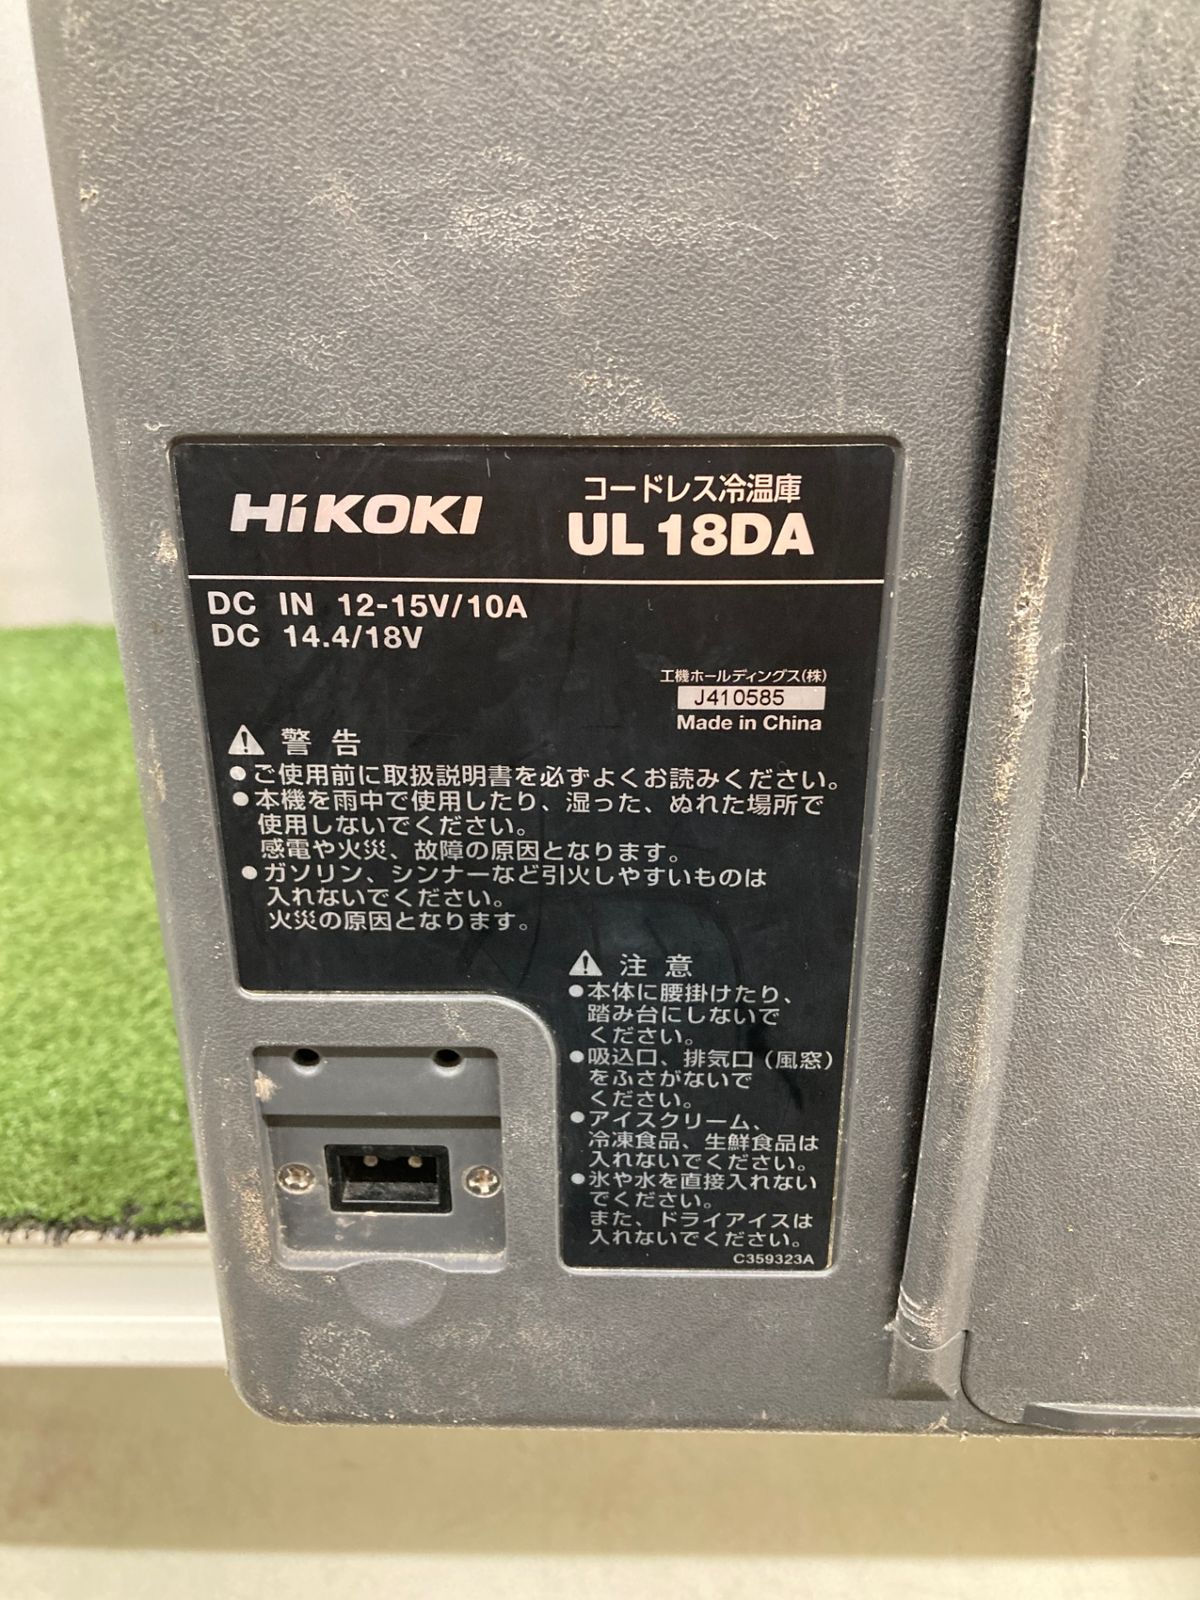 HiKOKI
コードレス冷温庫
UL 18DA
DC IN 12-15V/10A
DC 14.4/18V
工機ホールディングス(株)
J410585
Made in China
警告
●ご使用前に取扱説明書を必ずよくお読みください。
●本機を雨中で使用したり、湿った、ぬれた場所で
使用しないでください。
感電や火災、故障の原因となります。
●ガソリン、シンナーなど引火しやすいものは
入れないでください。
火災の原因となります。
注意
●本体に腰掛けたり、
踏み台にしないで
ください。
●吸込口、排気口(風窓)
をふさがないで
ください。
●アイスクリーム、
冷凍食品、生鮮食品は
入れないでください。
●氷や水を直接入れない
でください。
また、ドライアイスは
入れないでください。
C359323A